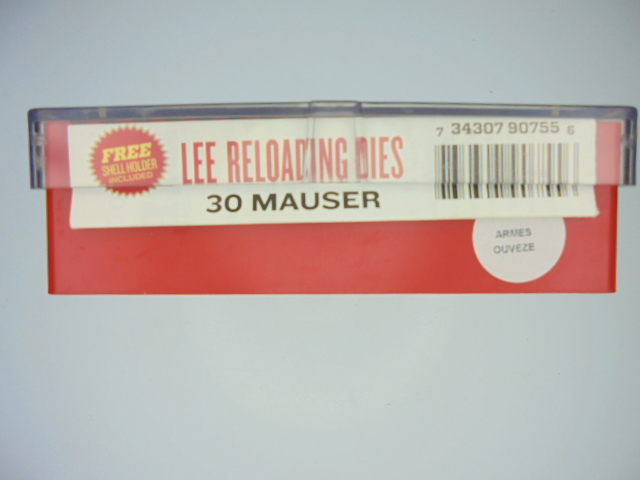 FREE
SHELL HOLDER
INCLUDED
LEE RELOADING DIES
30 MAUSER
7 34307 90755 6
ARMES
OUVEZE